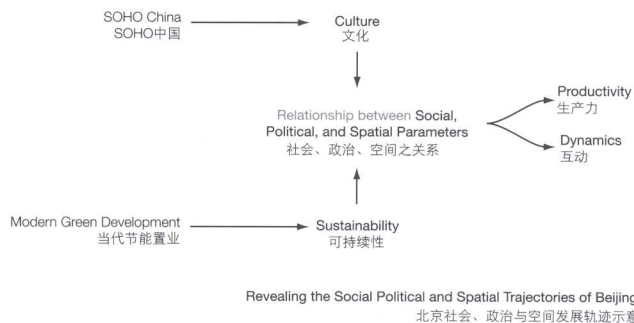 SOHO China
SOHO中国
Culture
文化
Relationship between Social,
Political, and Spatial Parameters
社会、政治、空间之关系
Productivity
生产力
Dynamics
互动
Modern Green Development
当代节能置业
Sustainability
可持续性
Revealing the Social Political and Spatial Trajectories of Beijing
北京社会、政治与空间发展轨迹示意